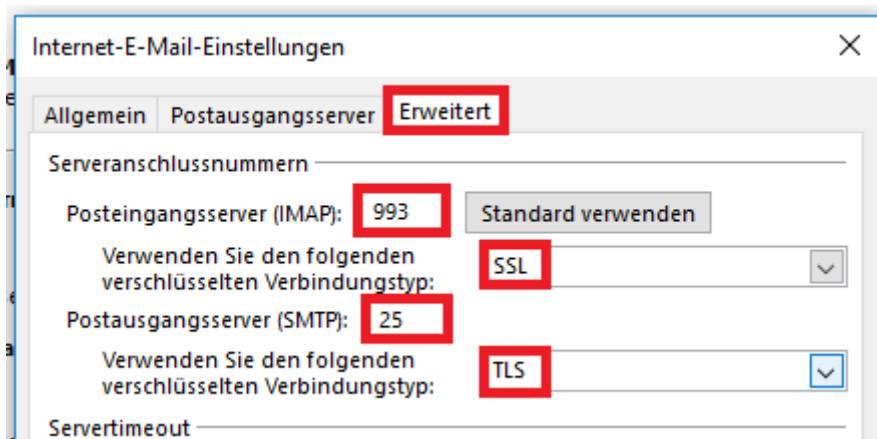 Internet-E-Mail-Einstellungen
Allgemein Postausgangsserver Erweitert
Serveranschlussnummern
Posteingangsserver (IMAP): 993 Standard verwenden
Verwenden Sie den folgenden
verschlüsselten Verbindungstyp: SSL
Postausgangsserver (SMTP): 25
Verwenden Sie den folgenden
verschlüsselten Verbindungstyp: TLS
Servertimeout